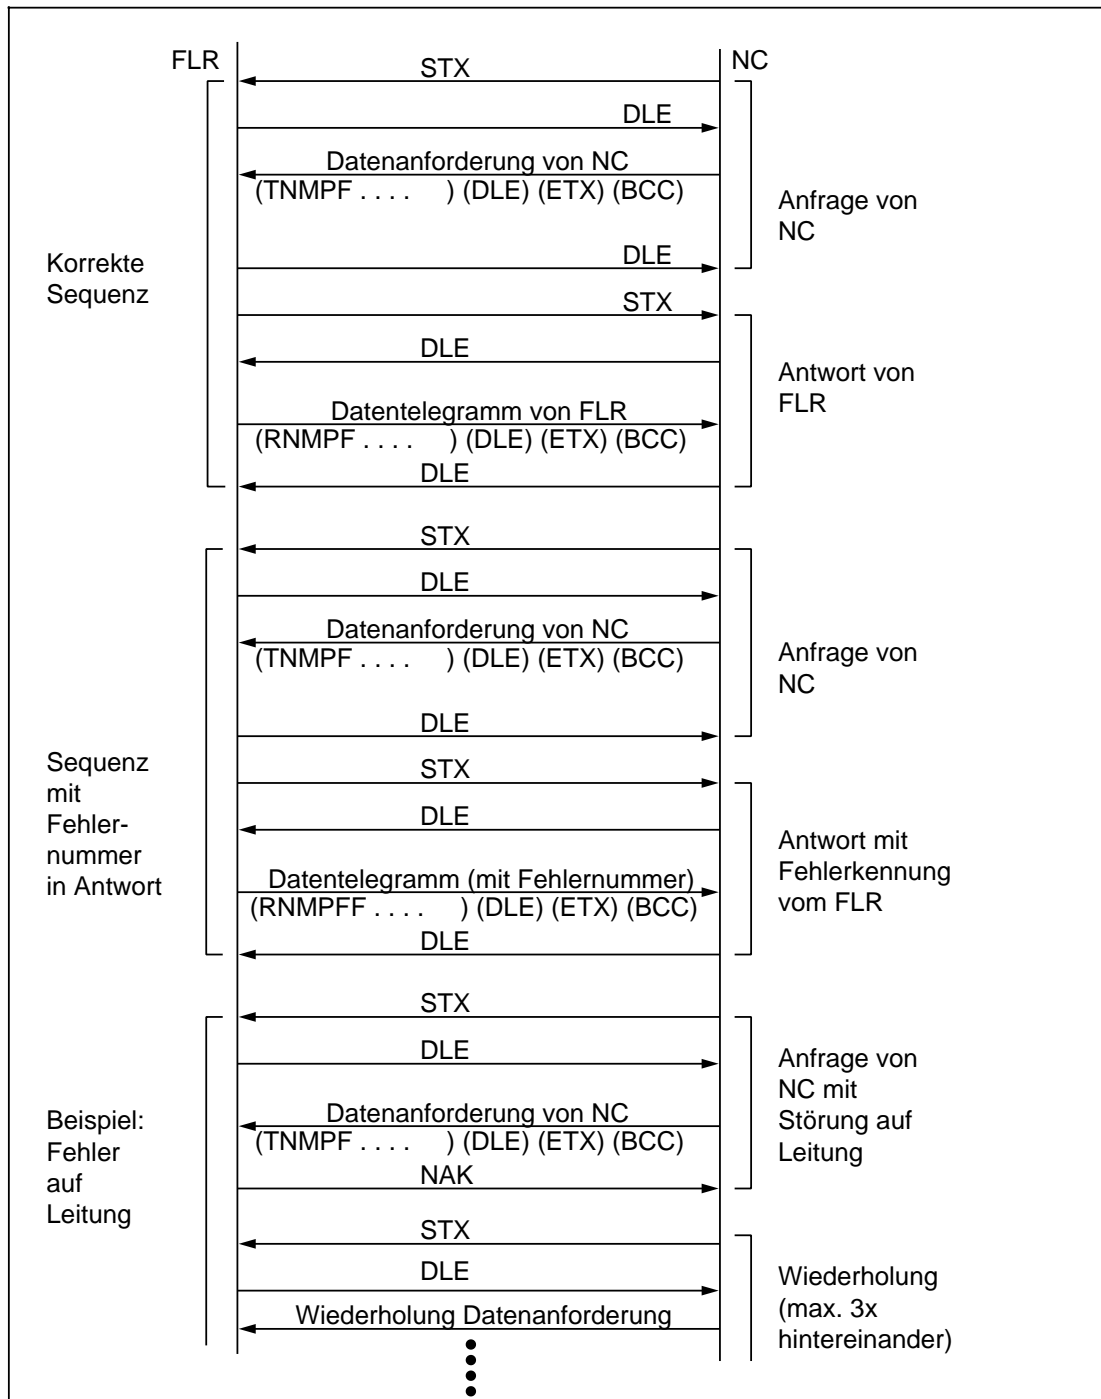 FLR
NC
STX
DLE
Datenanforderung von NC
(TNMPF . . . . ) (DLE) (ETX) (BCC)
Anfrage von
NC
DLE
Korrekte
Sequenz
STX
DLE
Antwort von
FLR
Datentelegramm von FLR
(RNMPF . . . . ) (DLE) (ETX) (BCC)
DLE
STX
DLE
Datenanforderung von NC
(TNMPF . . . . ) (DLE) (ETX) (BCC)
Anfrage von
NC
DLE
Sequenz
mit
Fehler-
nummer
in Antwort
STX
DLE
Antwort mit
Fehlerkennung
vom FLR
Datentelegramm (mit Fehlernummer)
(RNMPFF . . . . ) (DLE) (ETX) (BCC)
DLE
STX
DLE
Anfrage von
NC mit
Störung auf
Leitung
Datenanforderung von NC
(TNMPF . . . . ) (DLE) (ETX) (BCC)
Beispiel:
Fehler
auf
Leitung
NAK
STX
DLE
Wiederholung
(max. 3x
hintereinander)
Wiederholung Datenanforderung